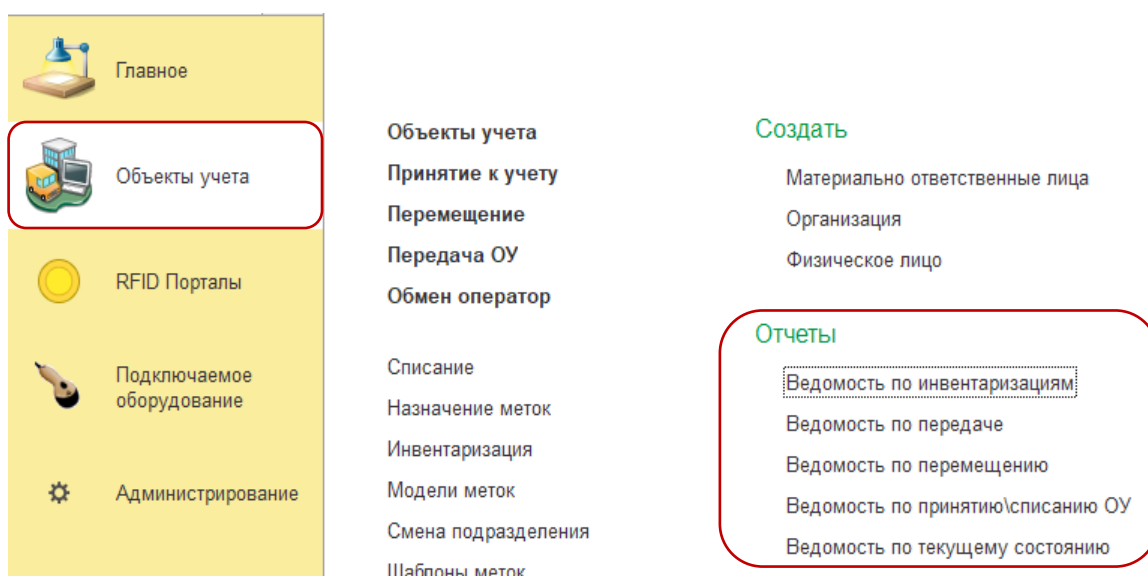 Главное
Объекты учета
RFID Порталы
Подключаемое
оборудование
Администрирование
Объекты учета
Принятие к учету
Перемещение
Передача ОУ
Обмен оператор
Списание
Назначение меток
Инвентаризация
Модели меток
Смена подразделения
Шаблоны меток
Создать
Материально ответственные лица
Организация
Физическое лицо
Отчеты
Ведомость по инвентаризациям
Ведомость по передаче
Ведомость по перемещению
Ведомость по принятию\списанию ОУ
Ведомость по текущему состоянию